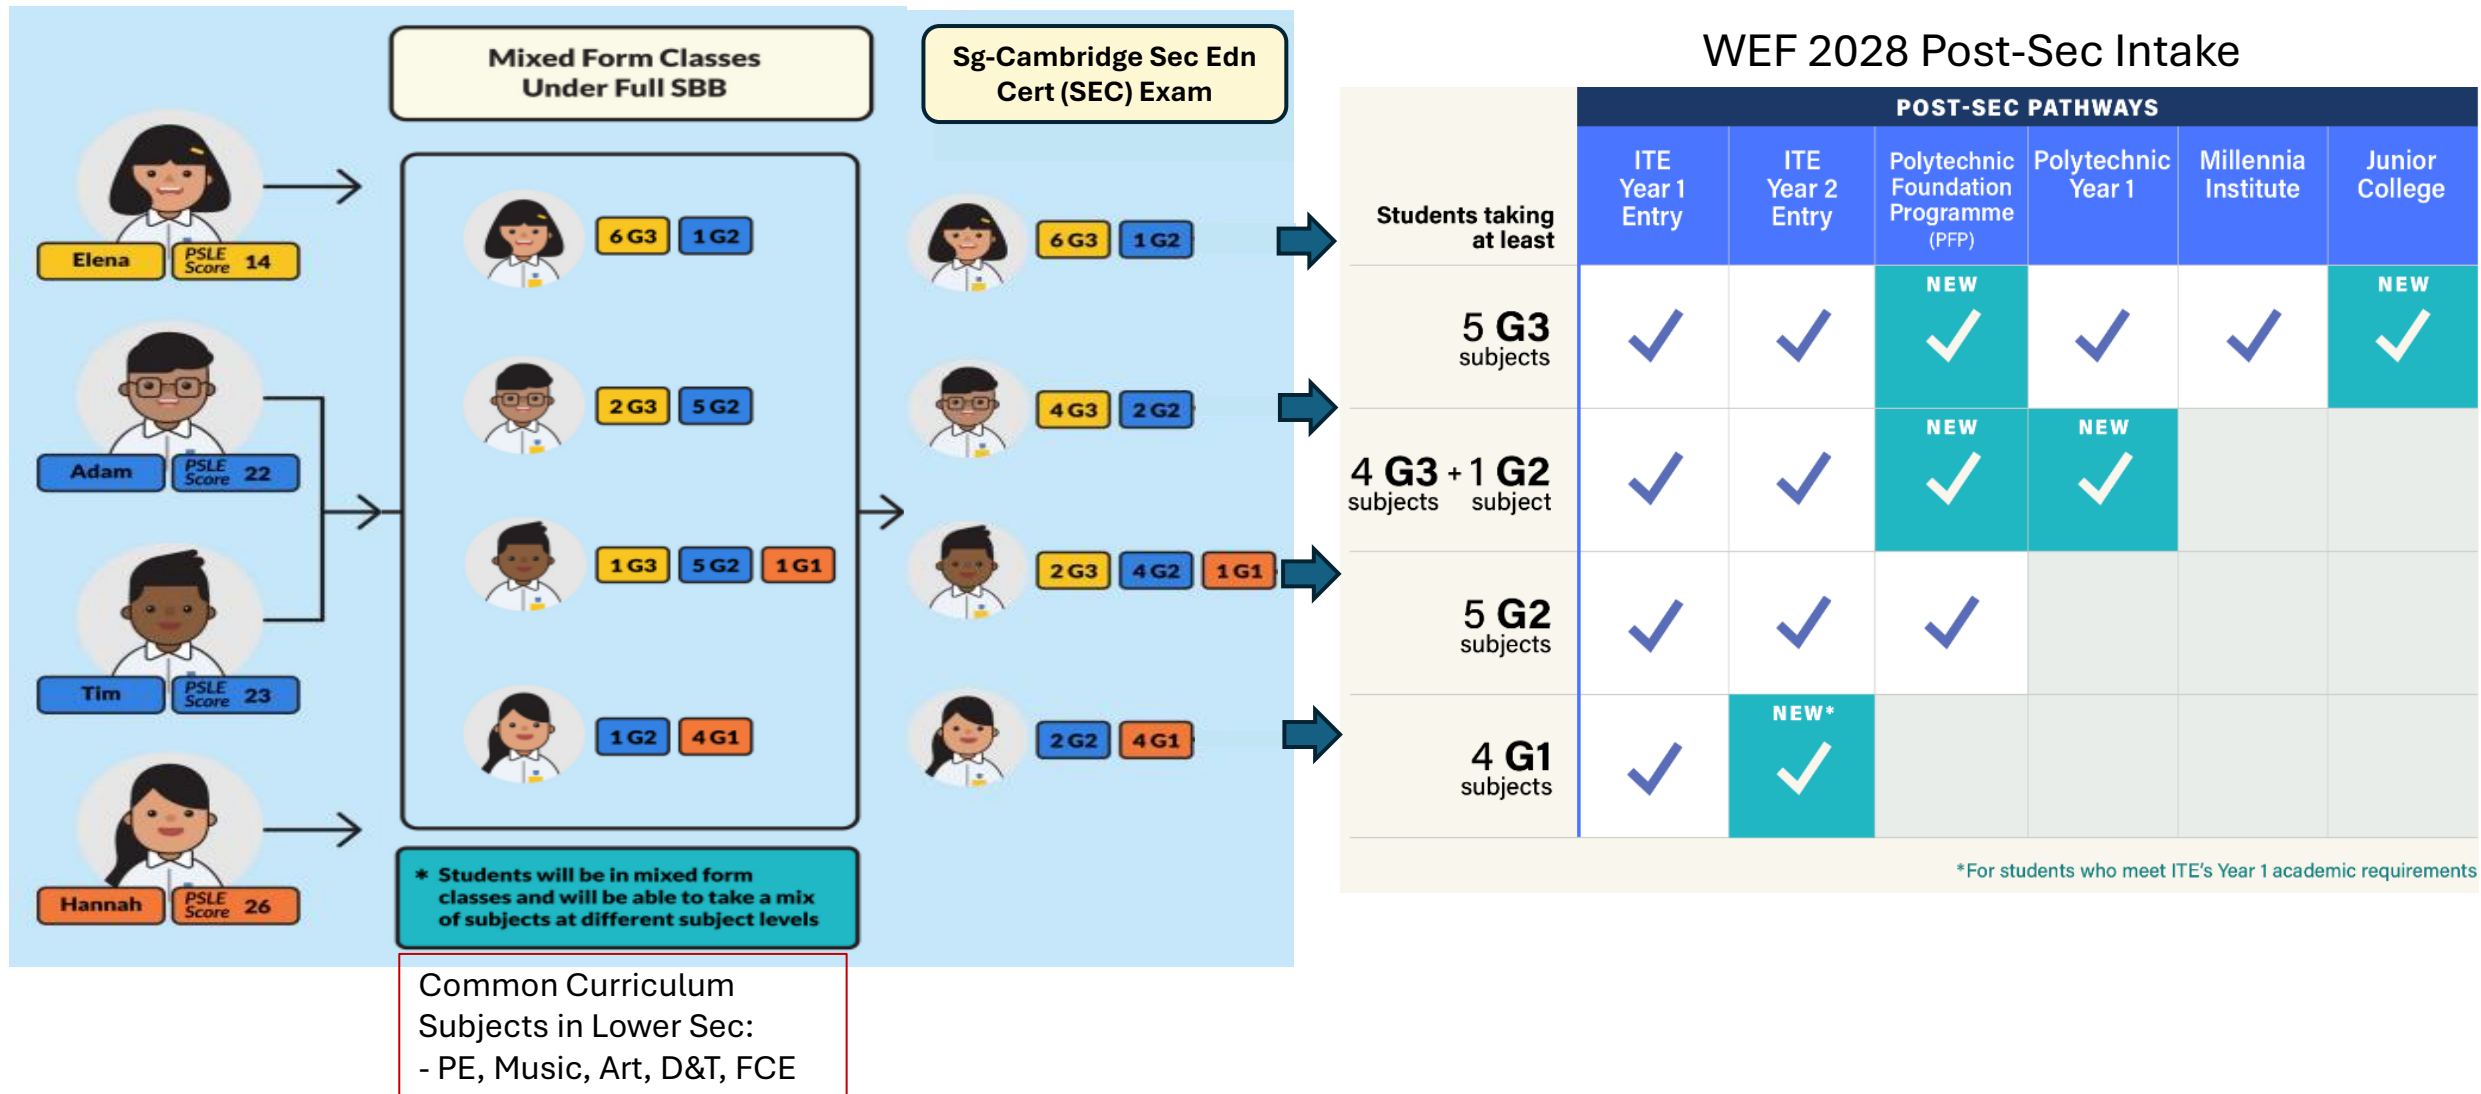 Mixed Form Classes
Under Full SBB
Sg-Cambridge Sec Edn
Cert (SEC) Exam
Elena
PSLE
Score 14
Adam
PSLE
Score 22
Tim
PSLE
Score 23
Hannah
PSLE
Score 26
6 G3 1 G2
2 G3 5 G2
1 G3 5 G2 1 G1
1 G2 4 G1
* Students will be in mixed form
classes and will be able to take a mix
of subjects at different subject levels
Common Curriculum
Subjects in Lower Sec:
- PE, Music, Art, D&T, FCE
6 G3 1 G2
4 G3 2 G2
2 G3 4 G2 1 G1
2 G2 4 G1
WEF 2028 Post-Sec Intake
POST-SEC PATHWAYS
Students taking
at least
ITE
Year 1
Entry
ITE
Year 2
Entry
Polytechnic
Foundation
Programme
(PFP)
Polytechnic
Year 1
Millennia
Institute
Junior
College
5 G3
subjects
NEW
NEW
4 G3 + 1 G2
subjects subject
NEW
NEW
5 G2
subjects
4 G1
subjects
NEW*
*For students who meet ITE's Year 1 academic requirements